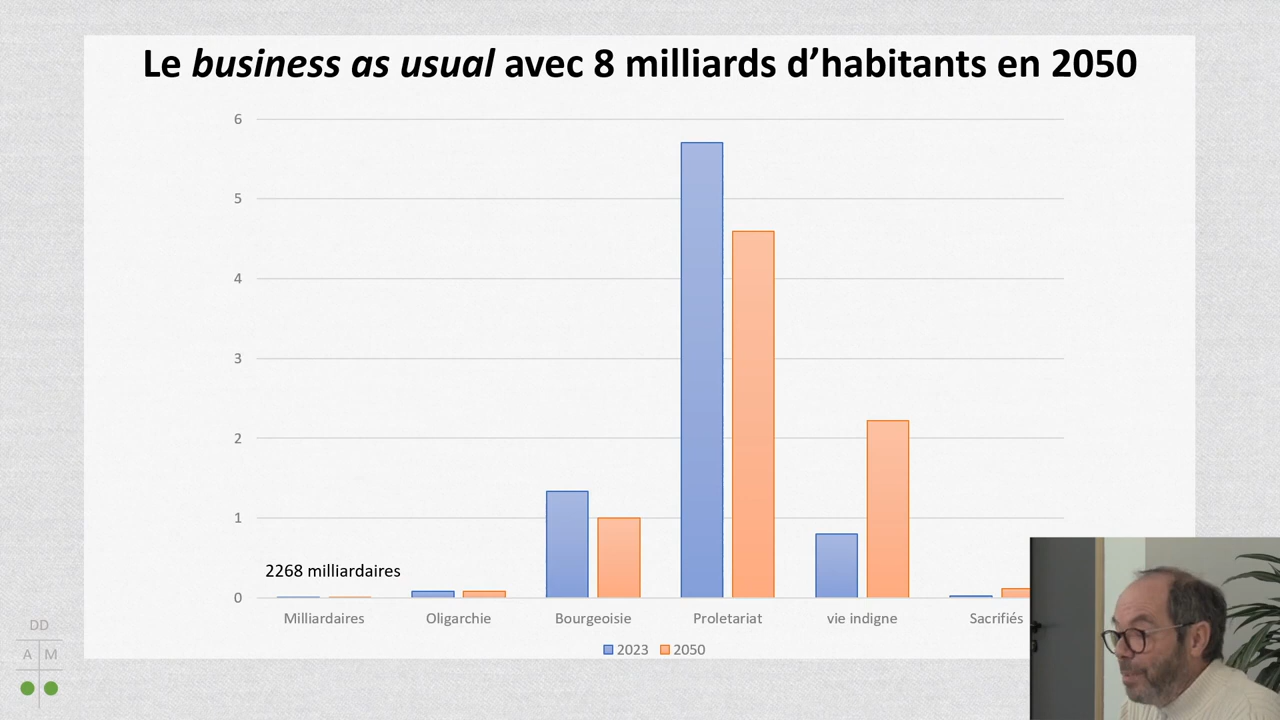 Le business as usual avec 8 milliards d’habitants en 2050
6
5
4
3
2
1
0
2268 milliardaires
Milliardaires Oligarchie Bourgeoisie Proletariat vie indigne Sacrifiés
2023 2050
DD
A M